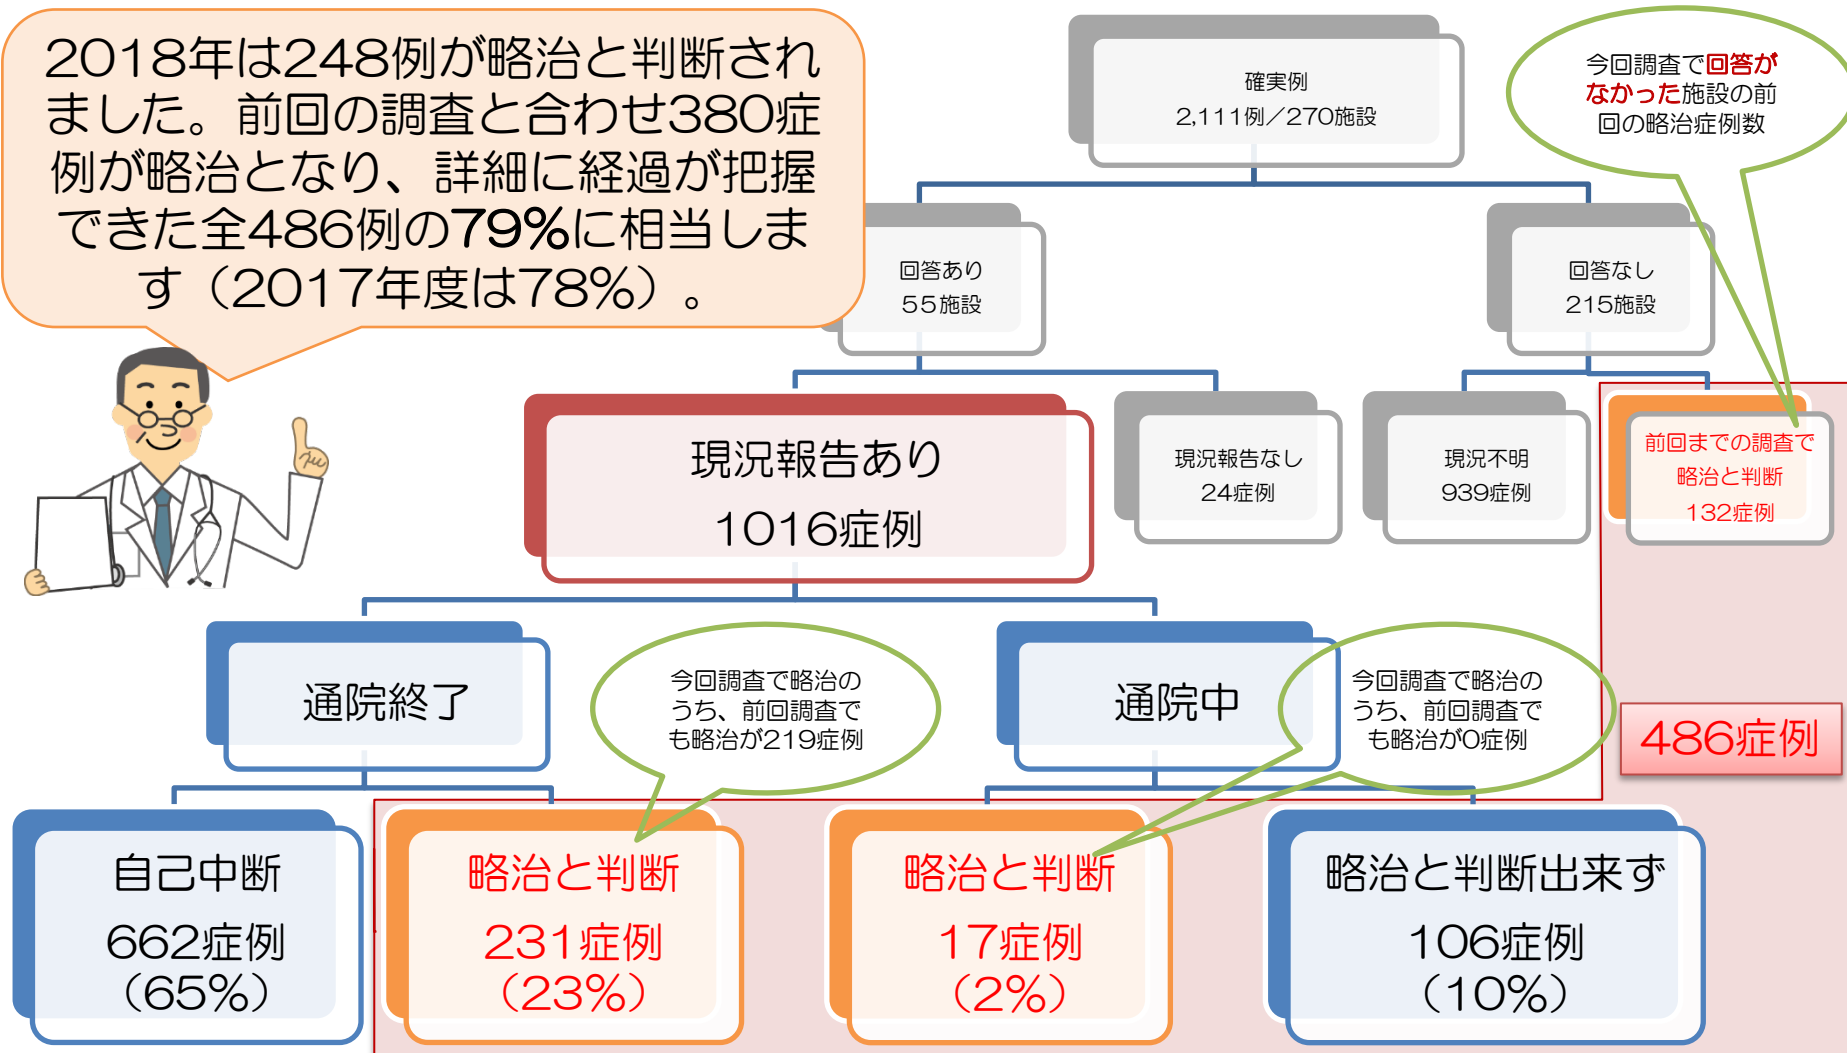 2018年は248例が略治と判断され
ました。前回の調査と合わせ380症
例が略治となり、詳細に経過が把握
できた全486例の79%に相当しま
す（2017年度は78%）。
確実例
2,111例／270施設
今回調査で回答が
なかった施設の前
回の略治症例数
回答あり
55施設
回答なし
215施設
現況報告あり
1016症例
現況報告なし
24症例
現況不明
939症例
前回までの調査で
略治と判断
132症例
通院終了
今回調査で略治の
うち、前回調査で
も略治が219症例
通院中
今回調査で略治の
うち、前回調査で
も略治が0症例
486症例
自己中断
662症例
（65%）
略治と判断
231症例
（23%）
略治と判断
17症例
（2%）
略治と判断出来ず
106症例
（10%）